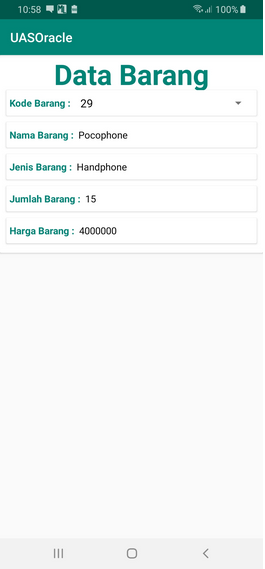 10:58 100%
UASOracle
Data Barang
Kode Barang : 29
Nama Barang : Pocophone
Jenis Barang : Handphone
Jumlah Barang : 15
Harga Barang : 4000000